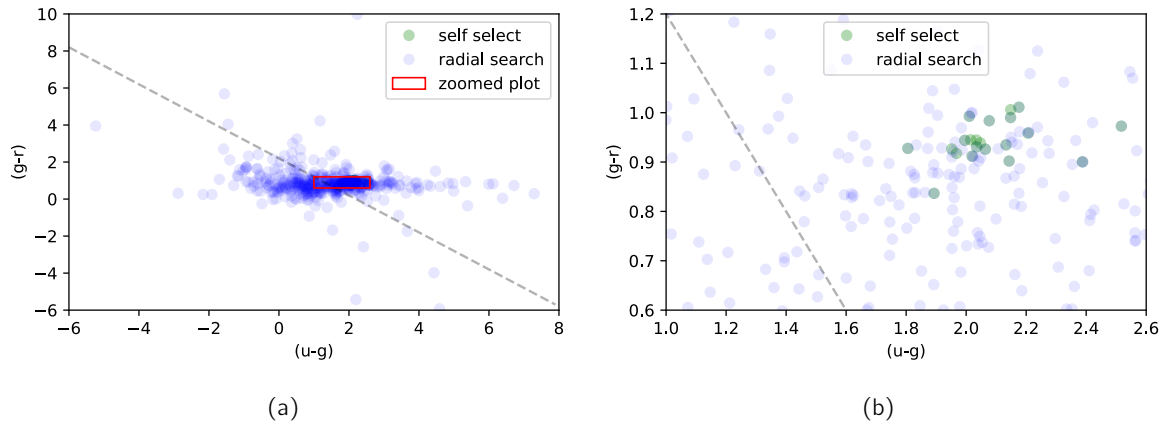 10
8
6
4
2
0
−2
−4
−6
(g-r)
−6 −4 −2 0 2 4 6 8
(u-g)
self select
radial search
zoomed plot
(a)
1.2
1.1
1.0
0.9
0.8
0.7
0.6
(g-r)
1.0 1.2 1.4 1.6 1.8 2.0 2.2 2.4 2.6
(u-g)
self select
radial search
(b)